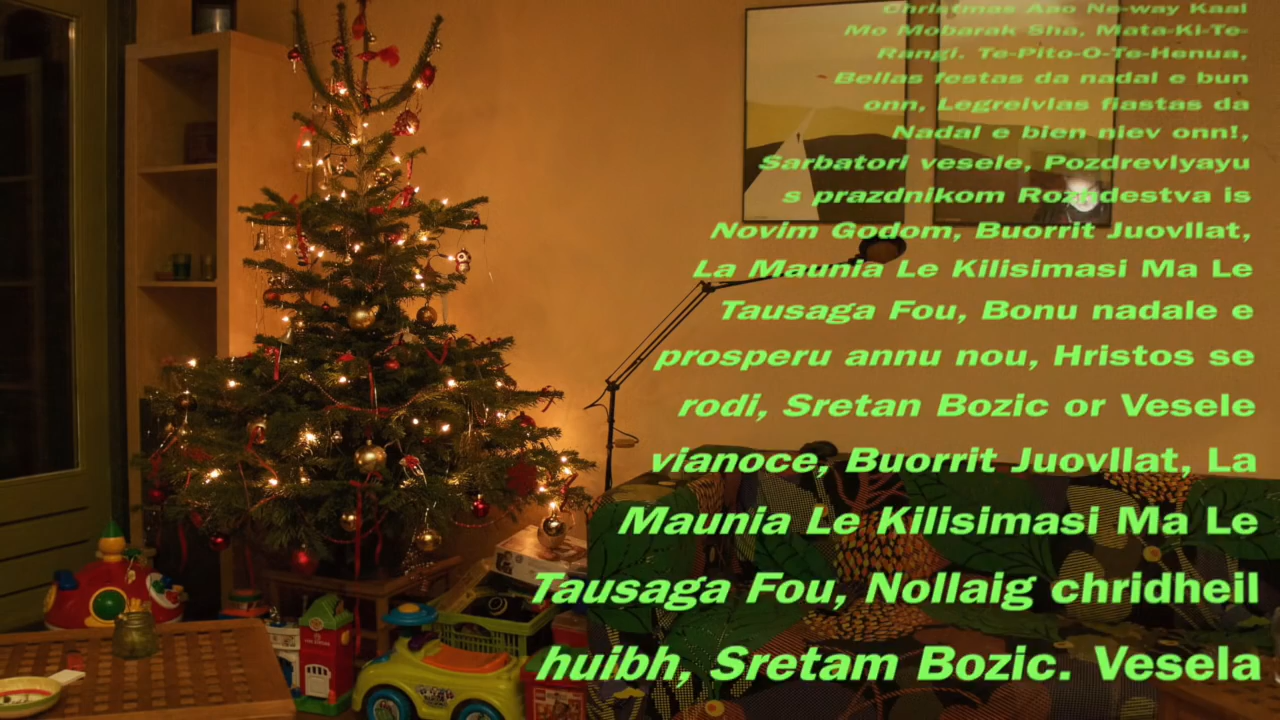 Christmas Aao Ne-way Kaal
Mo Mobarak Sha, Mata-Ki-Te-
Rangi. Te-Pito-O-Te-Henua,
Bellas festas da nadal e bun
onn, Legreivlas fiastas da
Nadal e bien niev onn!,
Sarbatori vesele, Pozdrevlyayu
s prazdnikom Rozhdestva is
Novim Godom, Buorrit Juovllat,
La Maunia Le Kilisimasi Ma Le
Tausaga Fou, Bonu nadale e
prosperu annu nou, Hristos se
rodi, Sretan Bozic or Vesele
vianoce, Buorrit Juovllat, La
Maunia Le Kilisimasi Ma Le
Tausaga Fou, Nollaig chridheil
huibh, Sretam Bozic. Vesela